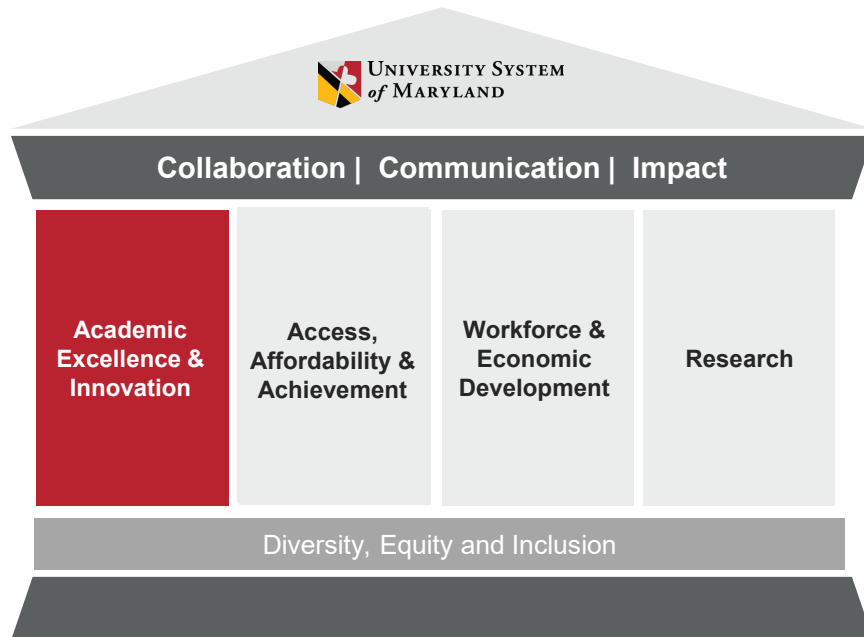 UNIVERSITY SYSTEM
of MARYLAND
Collaboration | Communication | Impact
Academic
Excellence &
Innovation
Access,
Affordability &
Achievement
Workforce &
Economic
Development
Research
Diversity, Equity and Inclusion